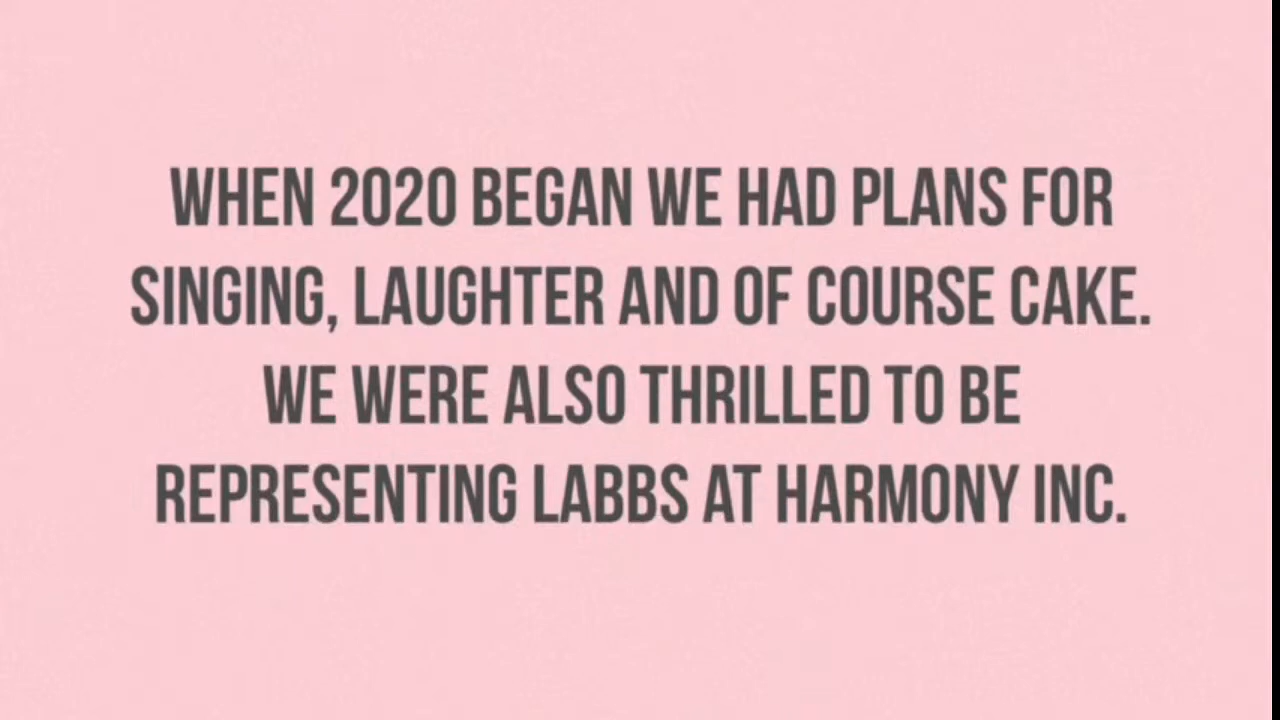 WHEN 2020 BEGAN WE HAD PLANS FOR
SINGING, LAUGHTER AND OF COURSE CAKE.
WE WERE ALSO THRILLED TO BE
REPRESENTING LABBS AT HARMONY INC.